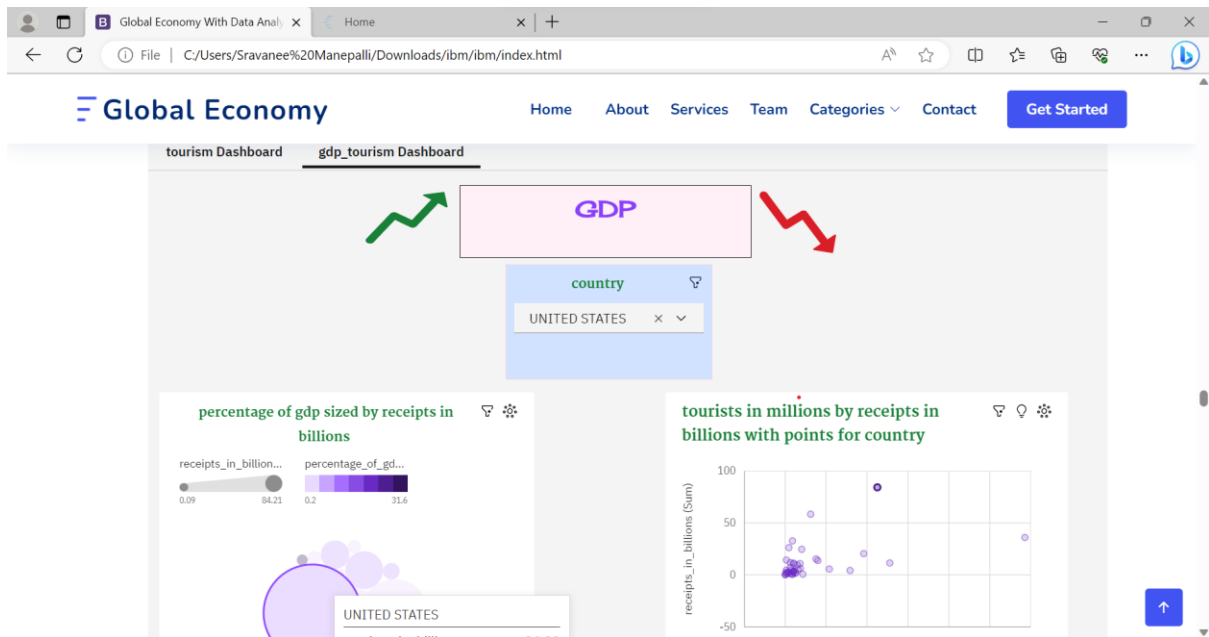 Global Economy With Data Analy
Home
File
C:/Users/Sravanee%20Manepalli/Downloads/ibm/ibm/index.html
Global Economy
Home About Services Team Categories Contact Get Started
tourism Dashboard gdp_tourism Dashboard
GDP
country
UNITED STATES
percentage of gdp sized by receipts in
billions
receipts_in_billion... percentage_of_gd...
0.09 84.21 0.2 31.6
UNITED STATES
tourists in millions by receipts in
billions with points for country
receipts_in_billions (Sum)
100
50
0
-50